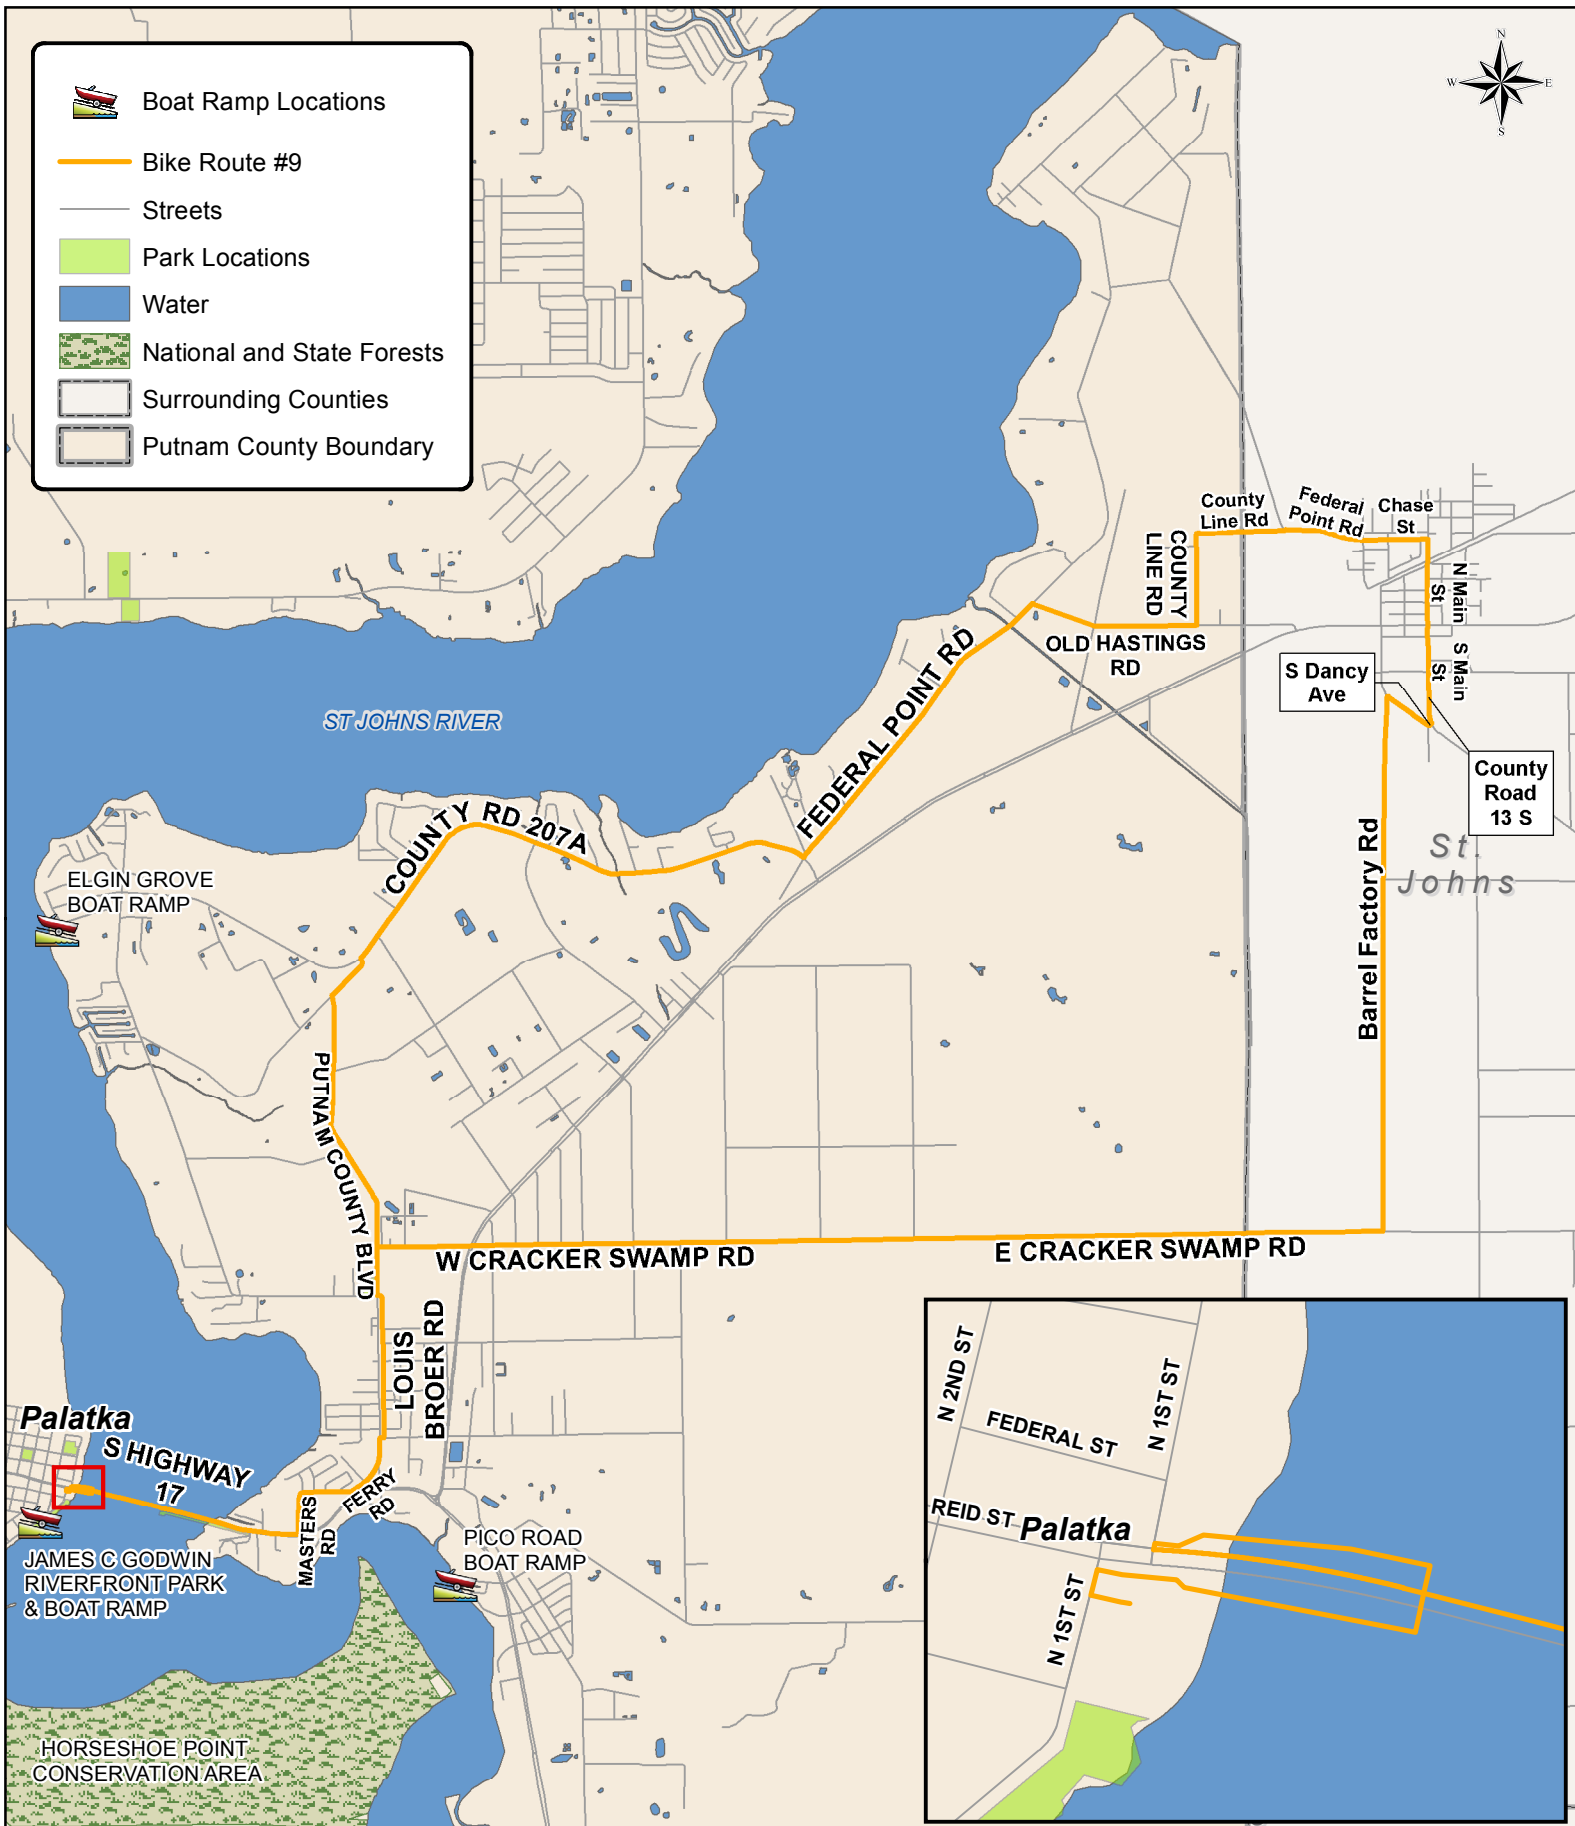 Boat Ramp Locations
Bike Route #9
Streets
Park Locations
Water
National and State Forests
Surrounding Counties
Putnam County Boundary
N
W
E
S
County
Line Rd
Federal
Point Rd
Chase
St
COUNTY
LINE RD
N Main
St
S Main
St
OLD HASTINGS
RD
S Dancy
Ave
County
Road
13 S
FEDERAL POINT RD
ST JOHNS RIVER
COUNTY RD 207A
St.
Johns
Barrel Factory Rd
ELGIN GROVE
BOAT RAMP
PUTNAM COUNTY BLVD
W CRACKER SWAMP RD
E CRACKER SWAMP RD
LOUIS
BROER RD
Palatka
S HIGHWAY
17
MASTERS
RD
FERRY
RD
PICO ROAD
BOAT RAMP
JAMES C GODWIN
RIVERFRONT PARK
& BOAT RAMP
HORSESHOE POINT
CONSERVATION AREA
N 2ND ST
N 1ST ST
FEDERAL ST
REID ST
Palatka
N 1ST ST